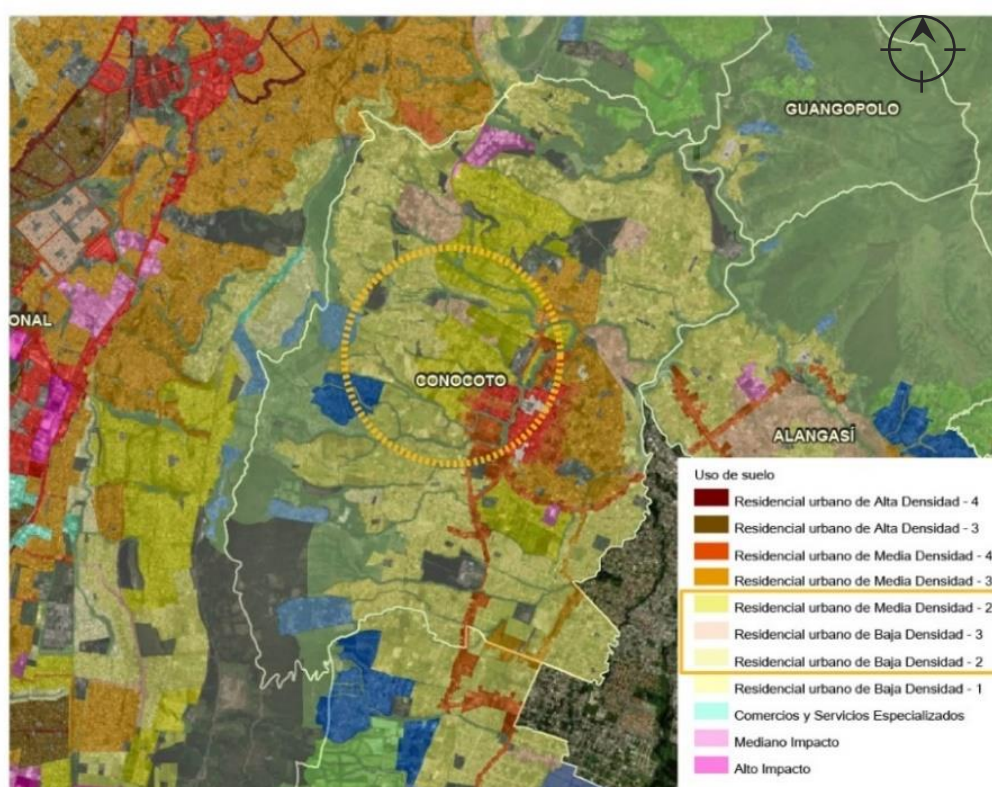 GUANGOPOLO
ONAL
CONOCOTO
ALANGASÍ
Uso de suelo
Residencial urbano de Alta Densidad - 4
Residencial urbano de Alta Densidad - 3
Residencial urbano de Media Densidad - 4
Residencial urbano de Media Densidad - 3
Residencial urbano de Media Densidad - 2
Residencial urbano de Baja Densidad - 3
Residencial urbano de Baja Densidad - 2
Residencial urbano de Baja Densidad - 1
Comercios y Servicios Especializados
Mediano Impacto
Alto Impacto